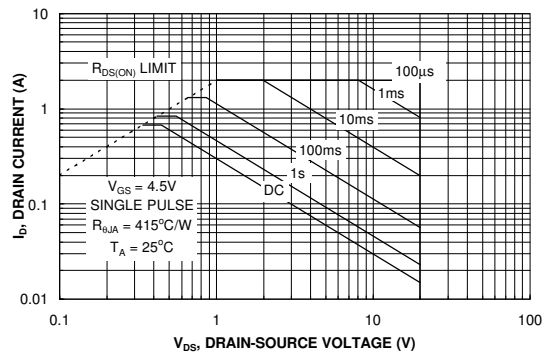 10
1
0.1
0.01
I_D, DRAIN CURRENT (A)
R_DS(ON) LIMIT
100µs
1ms
10ms
100ms
1s
DC
V_GS = 4.5V
SINGLE PULSE
R_θJA = 415°C/W
T_A = 25°C
0.1 1 10 100
V_DS, DRAIN-SOURCE VOLTAGE (V)